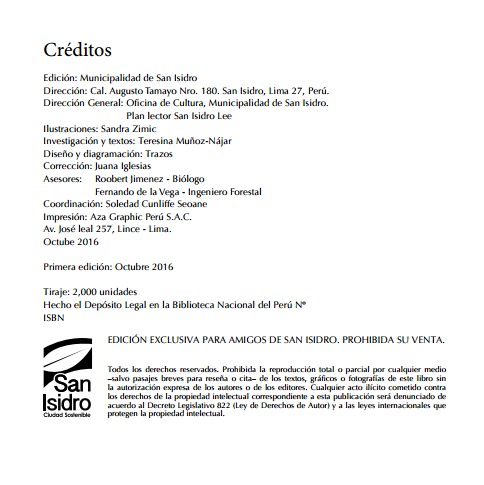 Créditos
Edición: Municipalidad de San Isidro
Dirección: Cal. Augusto Tamayo Nro. 180. San Isidro, Lima 27, Perú.
Dirección General: Oficina de Cultura, Municipalidad de San Isidro.
Plan lector San Isidro Lee
Ilustraciones: Sandra Zimic
Investigación y textos: Teresina Muñoz-Nájar
Diseño y diagramación: Trazos
Corrección: Juana Iglesias
Asesores: Roobert Jimenez - Biólogo
Fernando de la Vega - Ingeniero Forestal
Coordinación: Soledad Cunliffe Seoane
Impresión: Aza Graphic Perú S.A.C.
Av. José leal 257, Lince - Lima.
Octube 2016
Primera edición: Octubre 2016
Tiraje: 2,000 unidades
Hecho el Depósito Legal en la Biblioteca Nacional del Perú Nº
ISBN
EDICIÓN EXCLUSIVA PARA AMIGOS DE SAN ISIDRO. PROHIBIDA SU VENTA.
Todos los derechos reservados. Prohibida la reproducción total o parcial por cualquier medio
–salvo pasajes breves para reseña o cita– de los textos, gráficos o fotografías de este libro sin
la autorización expresa de los autores o de los editores. Cualquier acto ilícito cometido contra
los derechos de la propiedad intelectual correspondiente a esta publicación será denunciado de
acuerdo al Decreto Legislativo 822 (Ley de Derechos de Autor) y a las leyes internacionales que
protegen la propiedad intelectual.
San
Isidro
Ciudad Sostenible